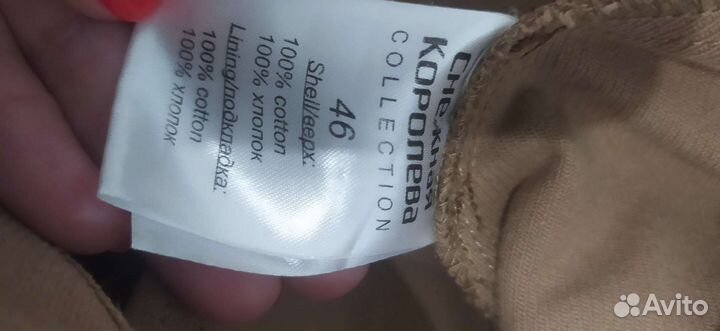 Снежная
КОРОЛЕВА
COLLECTION
46
Shell/верх:
100% cotton
100% хлопок
Lining/подкладка:
100% cotton
100% хлопок
Avito